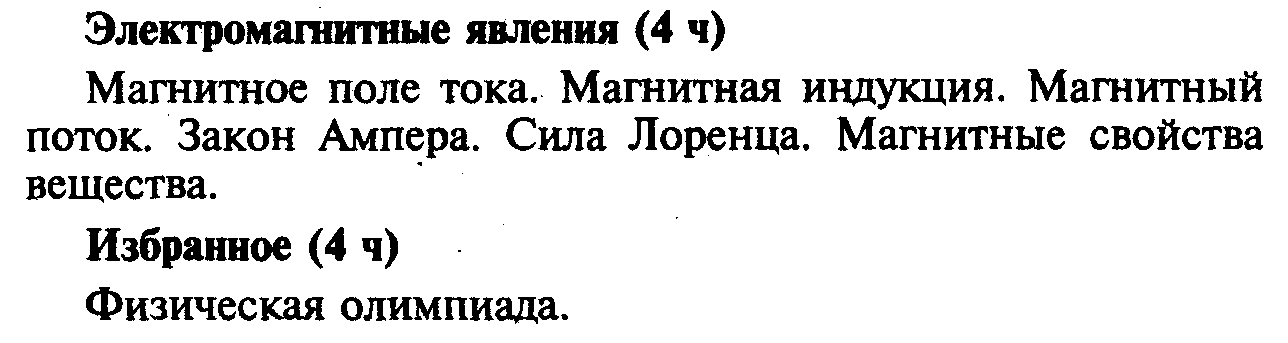 Электромагнитные явления (4 ч)
Магнитное поле тока. Магнитная индукция. Магнитный
поток. Закон Ампера. Сила Лоренца. Магнитные свойства
вещества.
Избранное (4 ч)
Физическая олимпиада.